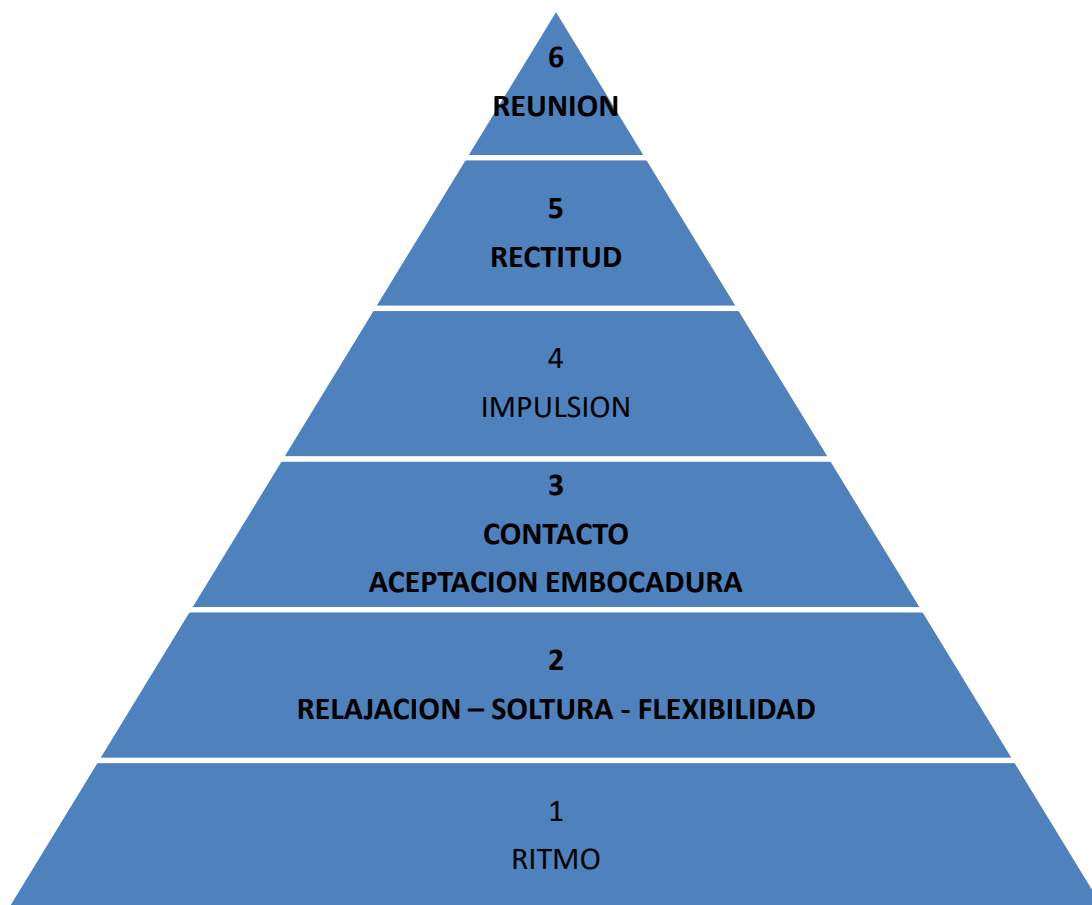 6
REUNION
5
RECTITUD
4
IMPULSION
3
CONTACTO
ACEPTACION EMBOCADURA
2
RELAJACION – SOLTURA - FLEXIBILIDAD
1
RITMO